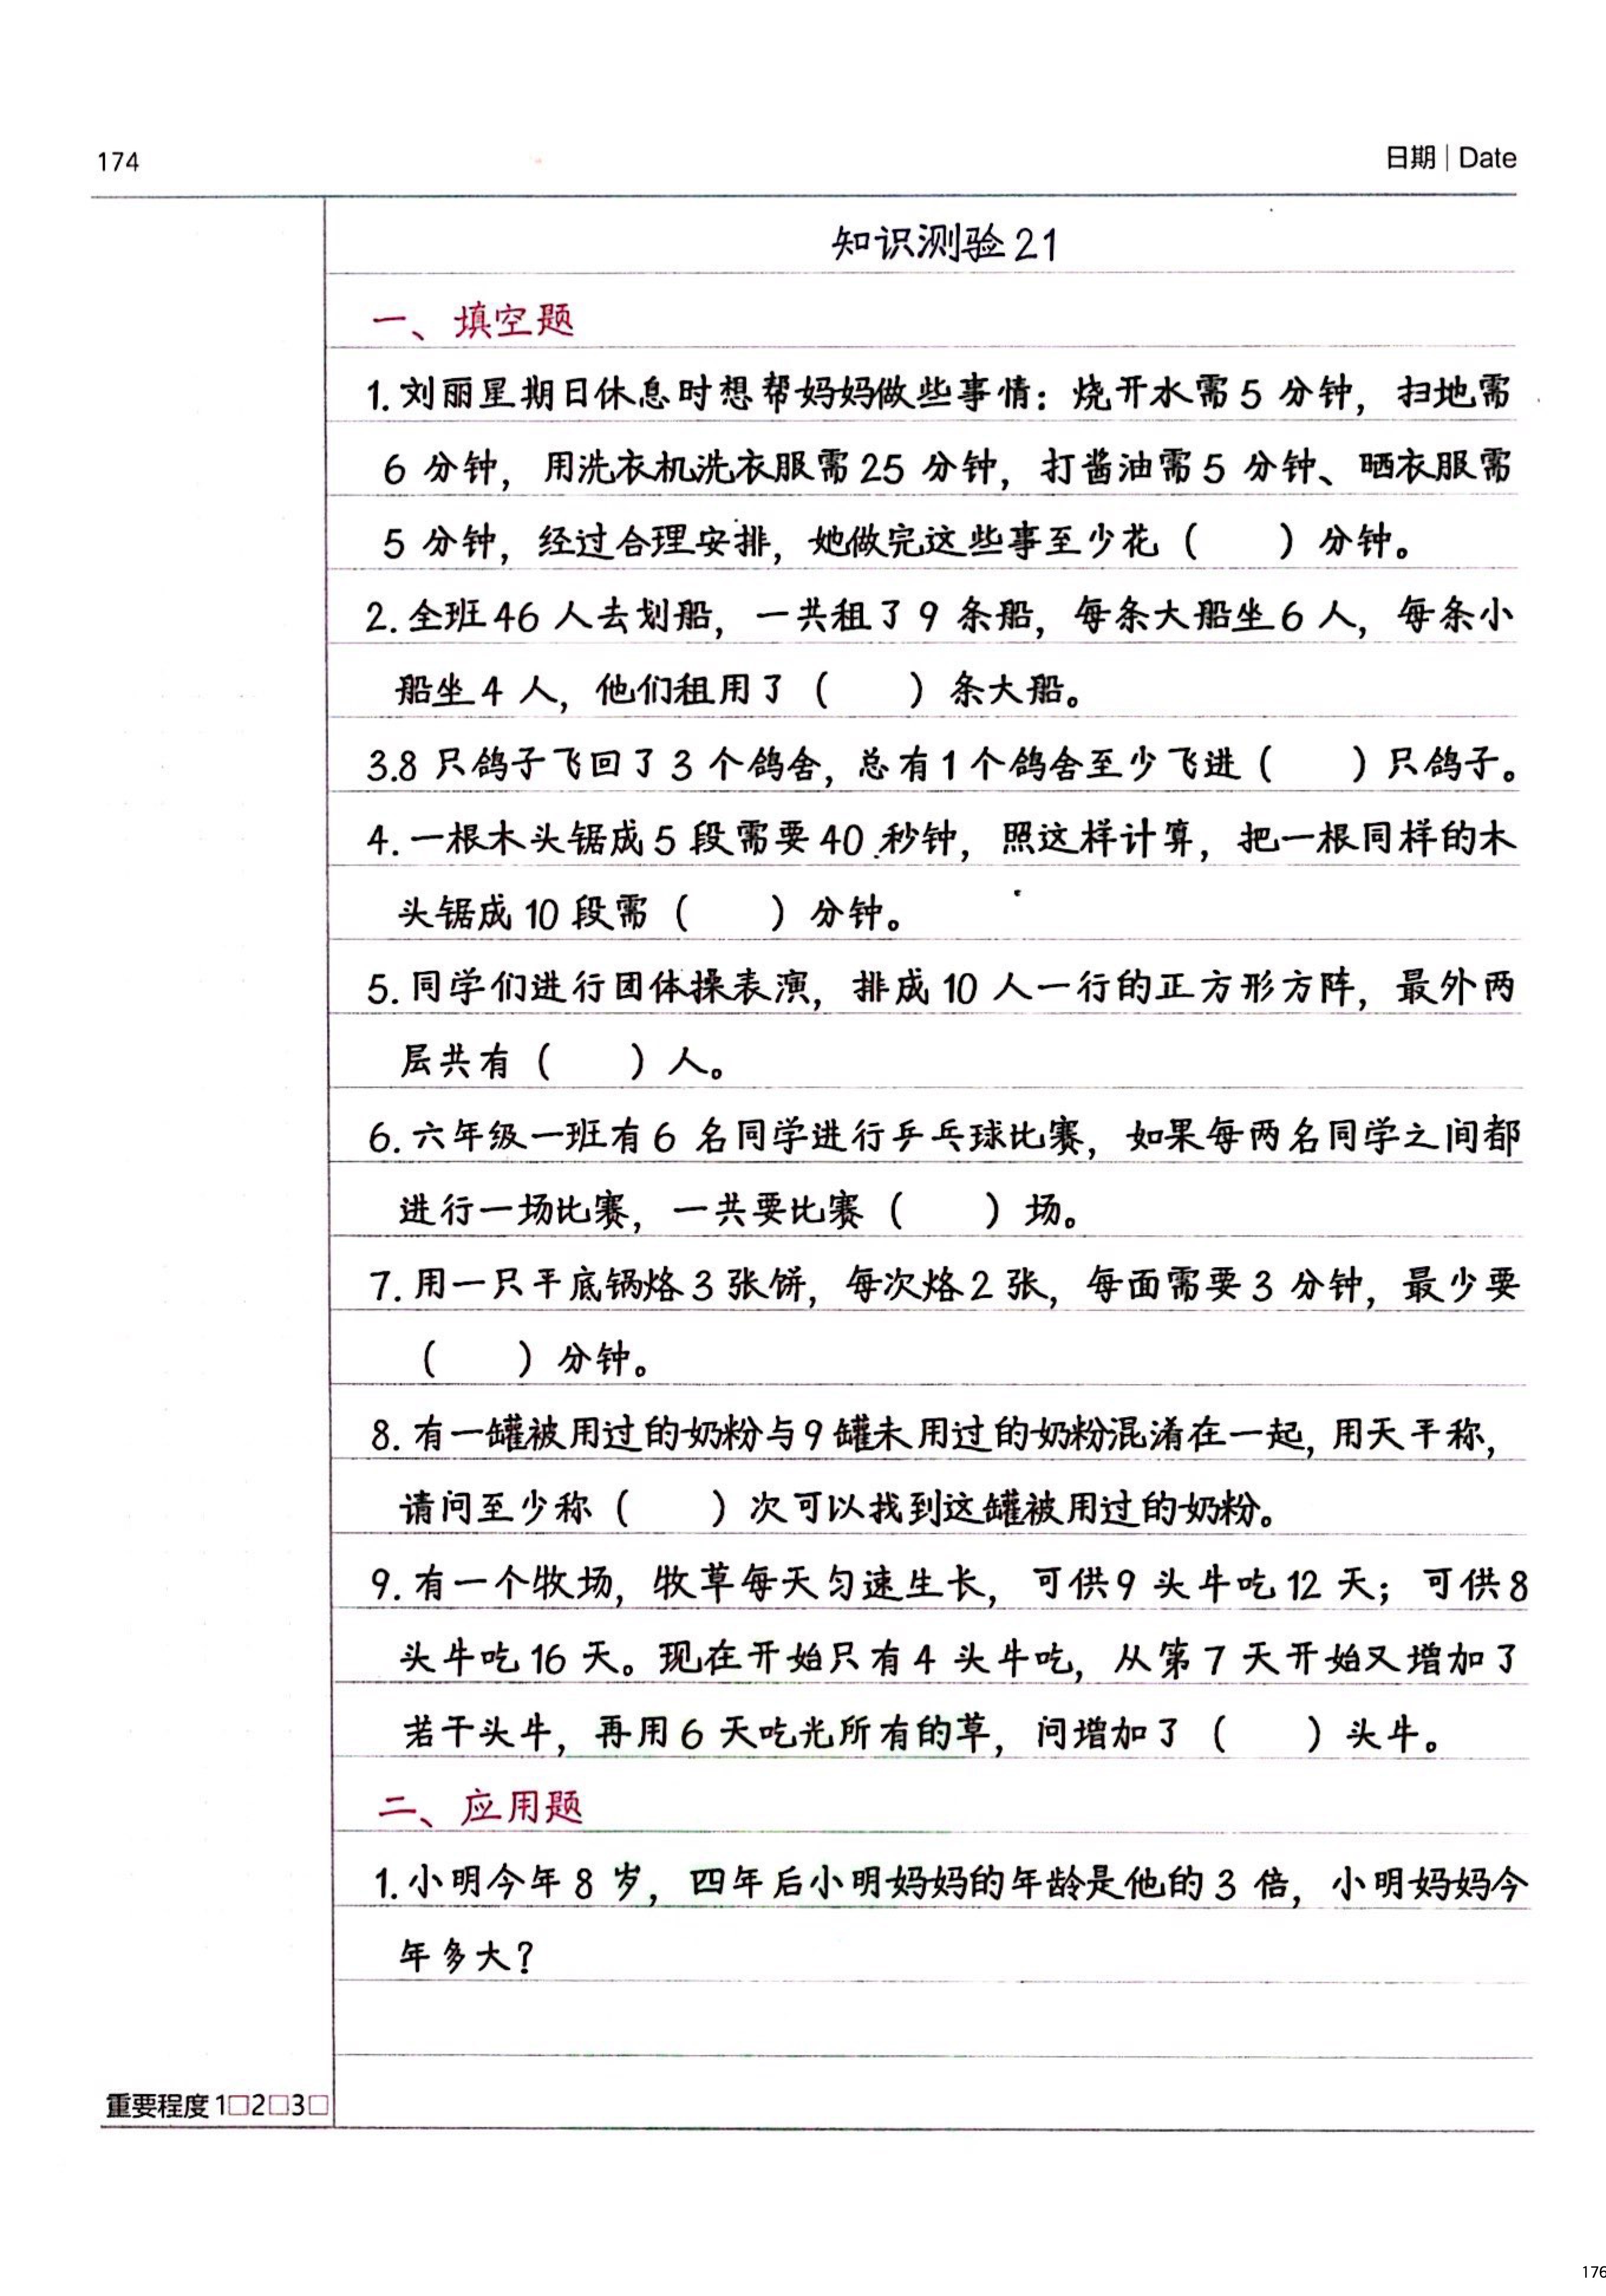 174
日期|Date
知识测验21
一、填空题
1.刘丽星期日休息时想帮妈妈做些事情：烧开水需5分钟，扫地需
6分钟，用洗衣机洗衣服需25分钟，打酱油需5分钟、晒衣服需
5分钟，经过合理安排，她做完这些事至少花（　）分钟。
2.全班46人去划船，一共租了9条船，每条大船坐6人，每条小
船坐4人，他们租用了（　）条大船。
3.8只鸽子飞回了3个鸽舍，总有1个鸽舍至少飞进（　）只鸽子。
4.一根木头锯成5段需要40秒钟，照这样计算，把一根同样的木
头锯成10段需（　）分钟。
5.同学们进行团体操表演，排成10人一行的正方形方阵，最外两
层共有（　）人。
6.六年级一班有6名同学进行乒乓球比赛，如果每两名同学之间都
进行一场比赛，一共要比赛（　）场。
7.用一只平底锅烙3张饼，每次烙2张，每面需要3分钟，最少要
（　）分钟。
8.有一罐被用过的奶粉与9罐未用过的奶粉混淆在一起，用天平称，
请问至少称（　）次可以找到这罐被用过的奶粉。
9.有一个牧场，牧草每天匀速生长，可供9头牛吃12天；可供8
头牛吃16天。现在开始只有4头牛吃，从第7天开始又增加了
若干头牛，再用6天吃光所有的草，问增加了（　）头牛。
二、应用题
1.小明今年8岁，四年后小明妈妈的年龄是他的3倍，小明妈妈今
年多大？
重要程度1□2□3□
176